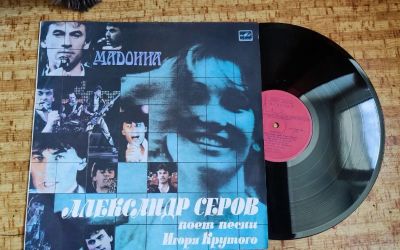 МАДОННА
АЛЕКСАНДР СЕРОВ
поет песни
Игоря Крутого